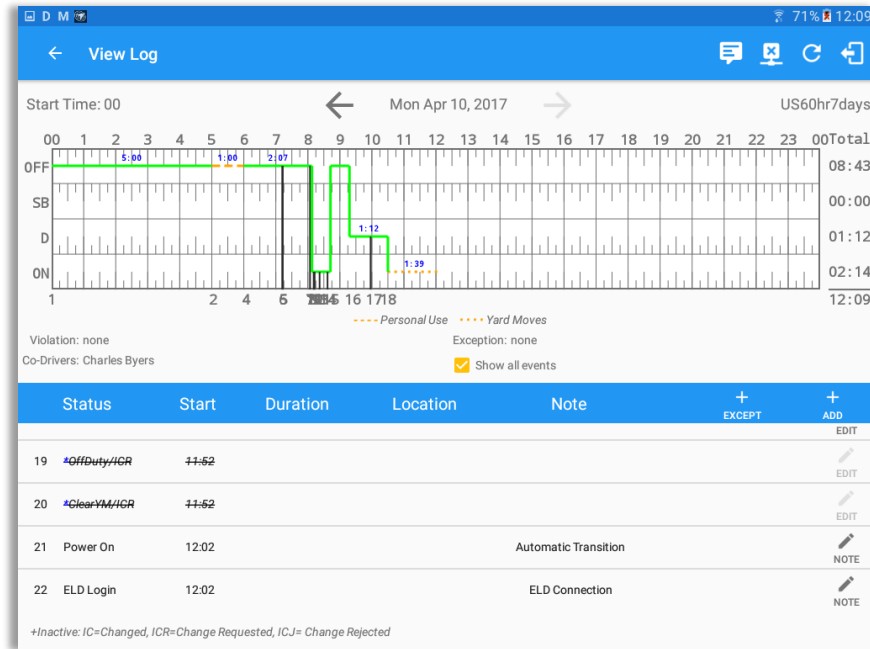 D M 71% 12:09
View Log
Start Time: 00 Mon Apr 10, 2017 US60hr7days
00 1 2 3 4 5 6 7 8 9 10 11 12 13 14 15 16 17 18 19 20 21 22 23 00 Total
OFF 5:00 1:00 2:07 08:43
SB 00:00
D 1:12 01:12
ON 1:39 02:14
1 2 4 16 17 18 12:09
Personal Use Yard Moves
Violation: none Exception: none
Co-Drivers: Charles Byers Show all events
Status Start Duration Location Note + EXCEPT + ADD
EDIT
19 *OffDuty/ICR 11:52 EDIT
20 *ClearYM/ICR 11:52 EDIT
21 Power On 12:02 Automatic Transition NOTE
22 ELD Login 12:02 ELD Connection NOTE
+Inactive: IC=Changed, ICR=Change Requested, ICJ= Change Rejected